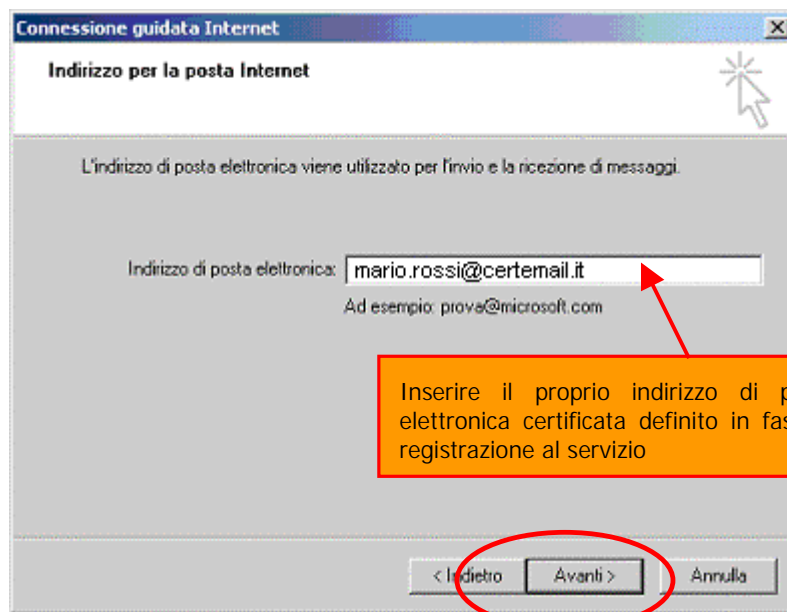 Connessione guidata Internet
Indirizzo per la posta Internet
L'indirizzo di posta elettronica viene utilizzato per l'invio e la ricezione di messaggi.
Indirizzo di posta elettronica: mario.rossi@certemail.it
Ad esempio: prova@microsoft.com
Inserire il proprio indirizzo di
elettronica certificata definito in
registrazione al servizio
< Indietro Avanti > Annulla